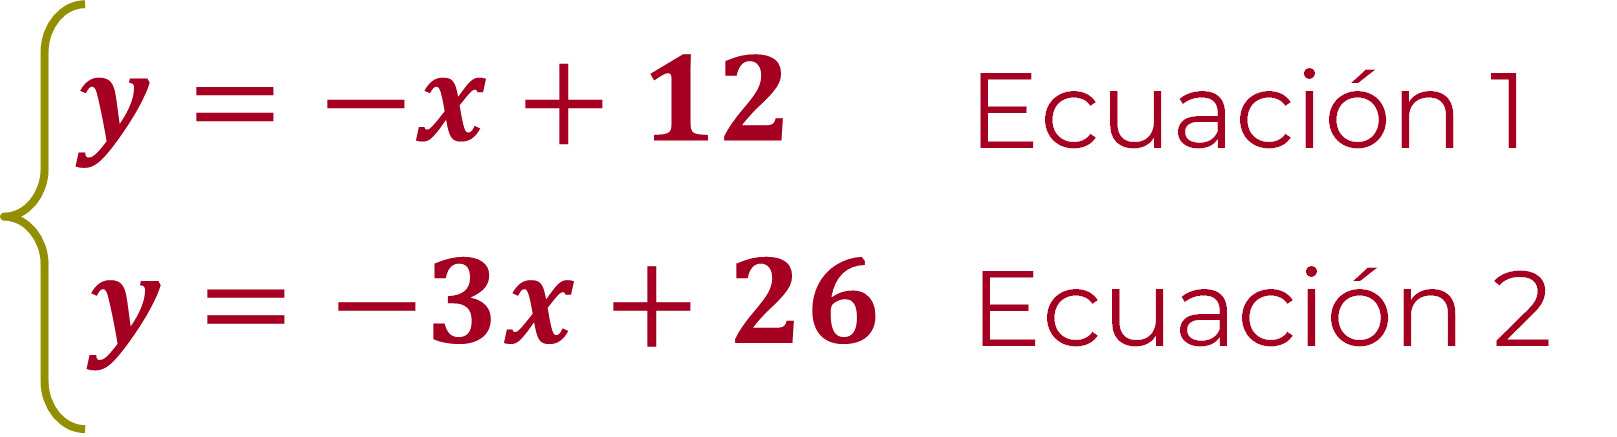 y = −x + 12 Ecuación 1
y = −3x + 26 Ecuación 2